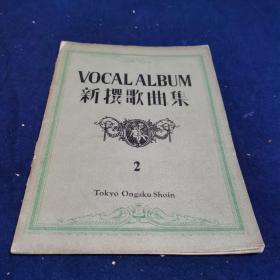 VOCAL ALBUM
新撰歌曲集
2
Tokyo Ongaku Shoin